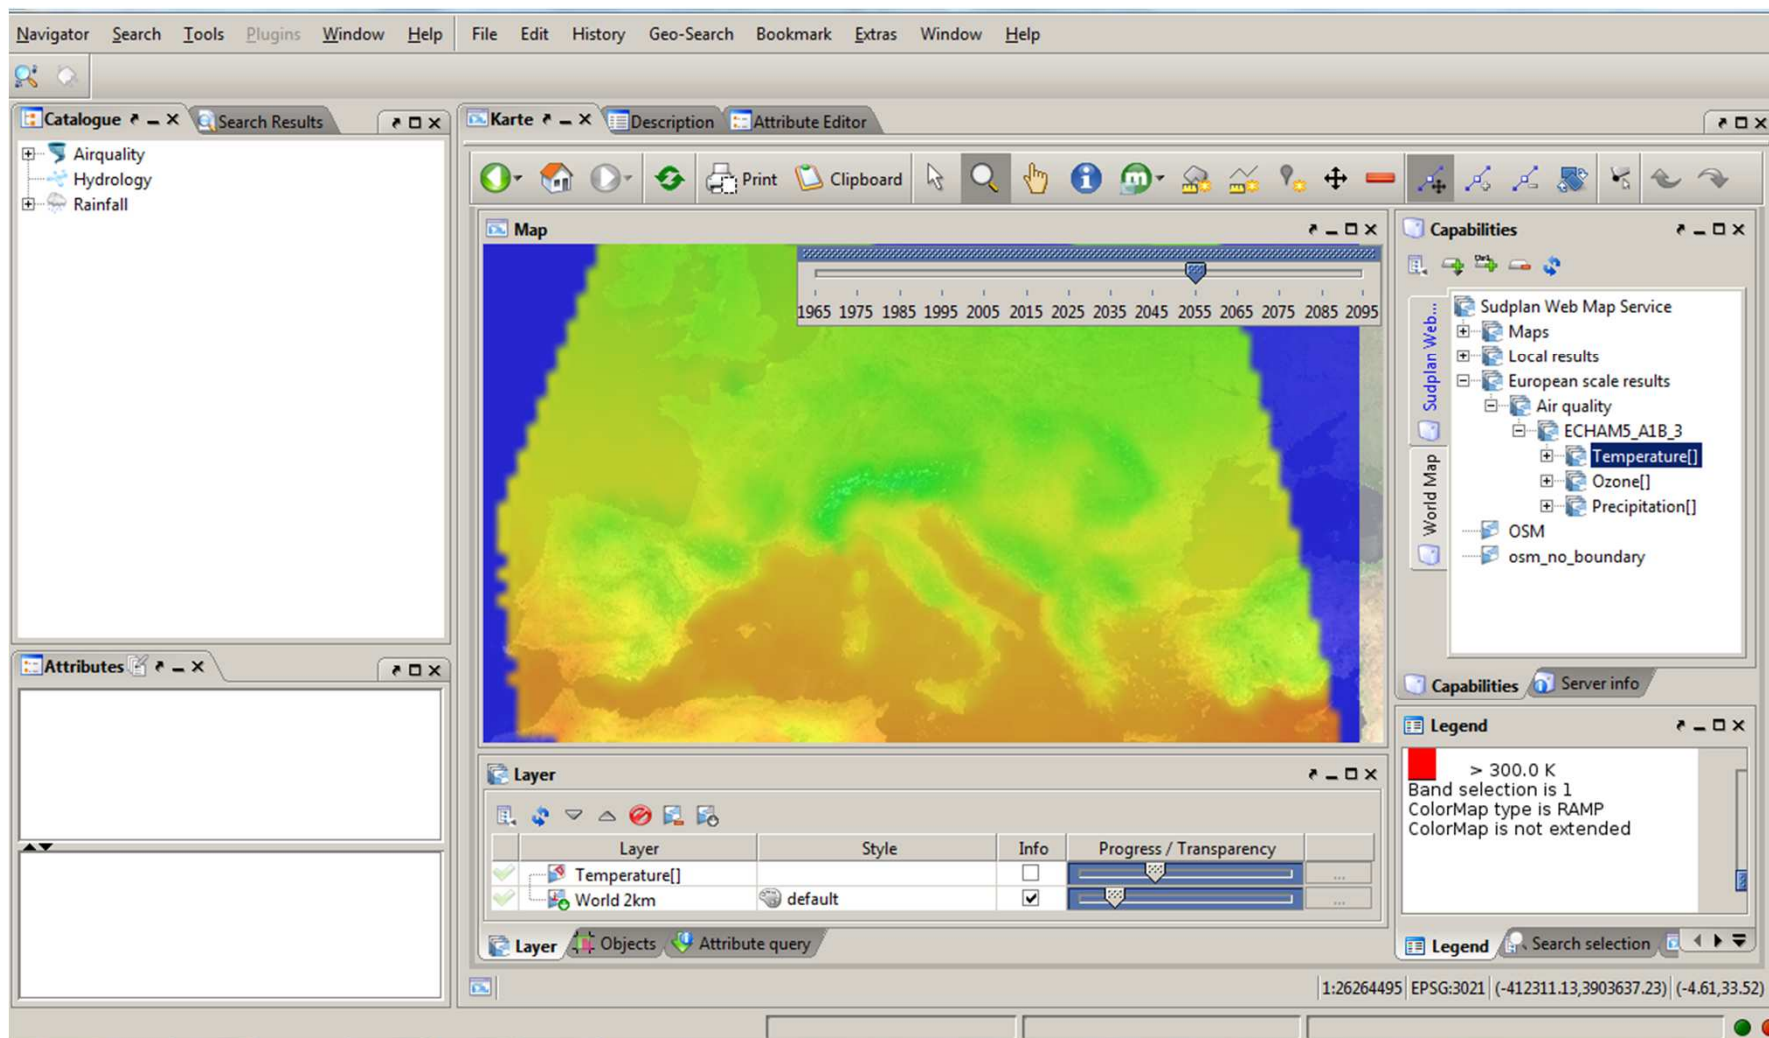 Navigator Search Tools Plugins Window Help File Edit History Geo-Search Bookmark Extras Window Help
Catalogue Search Results Karte Description Attribute Editor
Airquality
Hydrology
Rainfall
Print Clipboard
Map
1965 1975 1985 1995 2005 2015 2025 2035 2045 2055 2065 2075 2085 2095
Capabilities
Sudplan Web...
World Map
Sudplan Web Map Service
Maps
Local results
European scale results
Air quality
ECHAM5_A1B_3
Temperature[]
Ozone[]
Precipitation[]
OSM
osm_no_boundary
Capabilities Server info
Attributes
Legend
> 300.0 K
Band selection is 1
ColorMap type is RAMP
ColorMap is not extended
Legend Search selection
Layer
Layer Style Info Progress / Transparency
Temperature[] ...
World 2km default ...
Layer Objects Attribute query
1:26264495 EPSG:3021 (-412311.13,3903637.23) (-4.61,33.52)